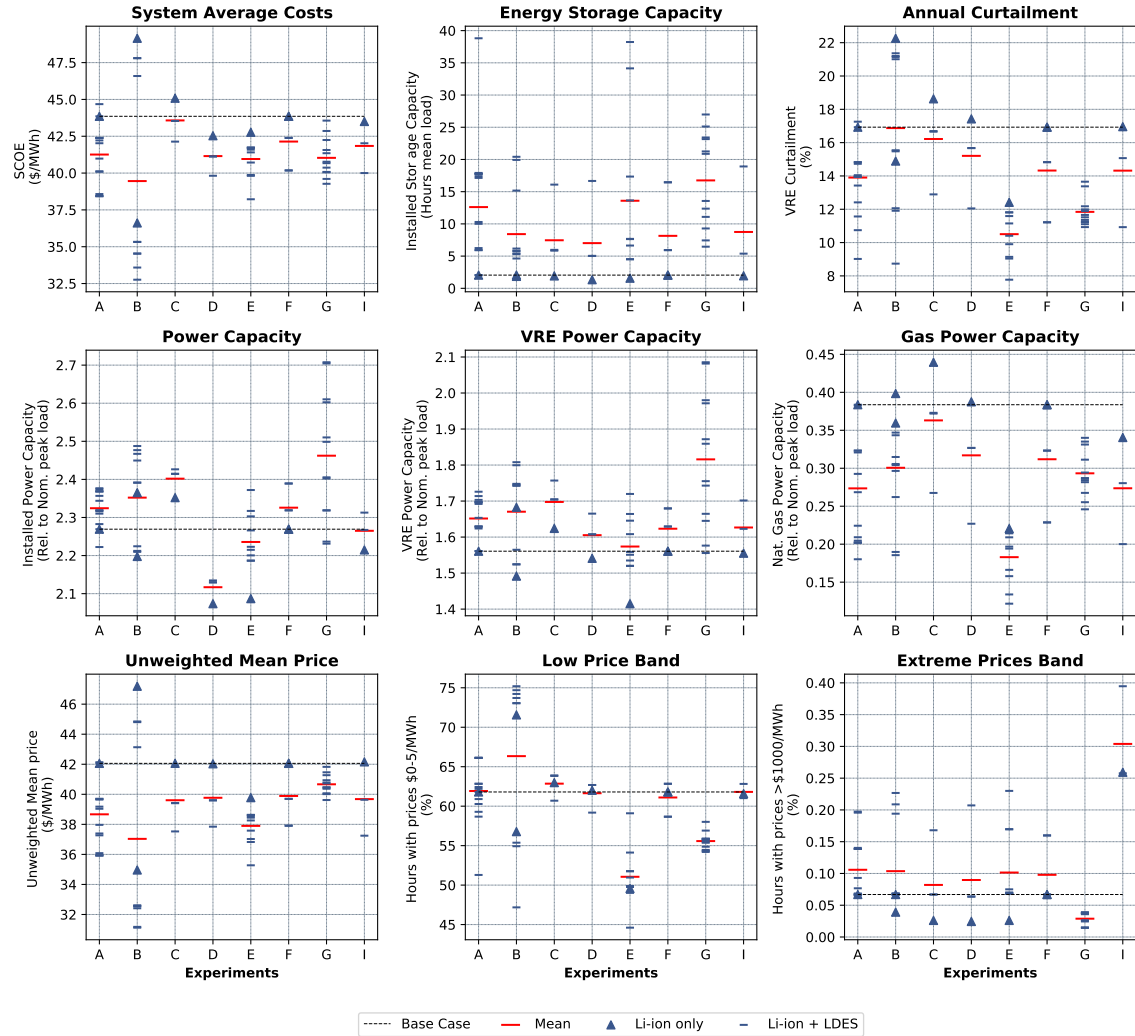 System Average Costs
Energy Storage Capacity
Annual Curtailment
SCOE
($/MWh)
47.5
45.0
42.5
40.0
37.5
35.0
32.5
A B C D E F G I
Installed Stor age Capacity
(Hours mean load)
40
35
30
25
20
15
10
5
0
A B C D E F G I
VRE Curtailment
(%)
22
20
18
16
14
12
10
8
A B C D E F G I
Power Capacity
VRE Power Capacity
Gas Power Capacity
Installed Power Capacity
(Rel. to Nom. peak load)
2.7
2.6
2.5
2.4
2.3
2.2
2.1
A B C D E F G I
VRE Power Capacity
(Rel. to Nom. peak load)
2.1
2.0
1.9
1.8
1.7
1.6
1.5
1.4
A B C D E F G I
Nat. Gas Power Capacity
(Rel. to Nom. peak load)
0.45
0.40
0.35
0.30
0.25
0.20
0.15
A B C D E F G I
Unweighted Mean Price
Low Price Band
Extreme Prices Band
Unweighted Mean price
($/MWh)
46
44
42
40
38
36
34
32
A B C D E F G I
Experiments
Hours with prices $0-5/MWh
(%)
75
70
65
60
55
50
45
A B C D E F G I
Experiments
Hours with prices >$1000/MWh
(%)
0.40
0.35
0.30
0.25
0.20
0.15
0.10
0.05
0.00
A B C D E F G I
Experiments
Base Case Mean Li-ion only Li-ion + LDES